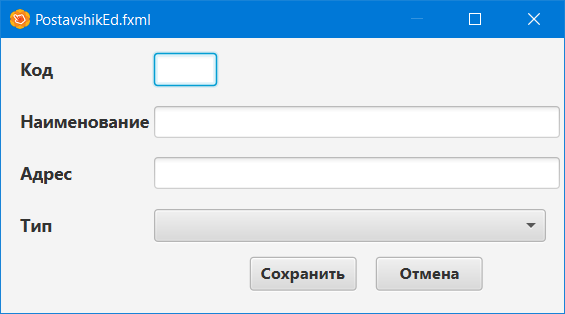 PostavshikEd.fxml
Код
Наименование
Адрес
Тип
Сохранить Отмена